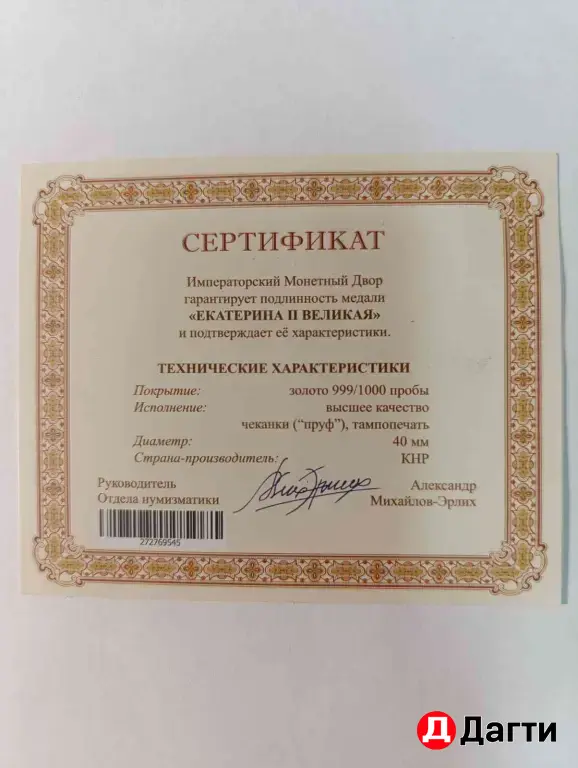 СЕРТИФИКАТ
Императорский Монетный Двор
гарантирует подлинность медали
«ЕКАТЕРИНА II ВЕЛИКАЯ»
и подтверждает её характеристики.
ТЕХНИЧЕСКИЕ ХАРАКТЕРИСТИКИ
Покрытие: золото 999/1000 пробы
Исполнение: высшее качество
чеканки (“пруф”), тампопечать
Диаметр: 40 мм
Страна-производитель: КНР
Руководитель Александр
Отдела нумизматики Михайлов-Эрлих
272769545
Д Дагти